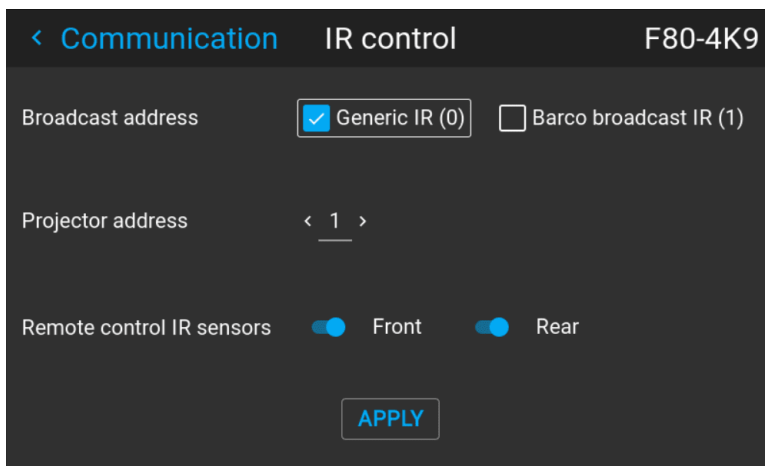 < Communication IR control F80-4K9
Broadcast address Generic IR (0) Barco broadcast IR (1)
Projector address < 1 >
Remote control IR sensors Front Rear
APPLY